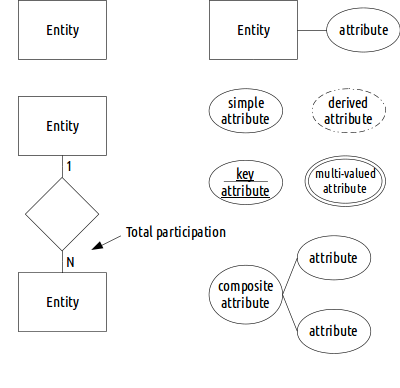 Entity
Entity
attribute
Entity
1
N
Total participation
Entity
simple
attribute
derived
attribute
key
attribute
multi-valued
attribute
composite
attribute
attribute
attribute